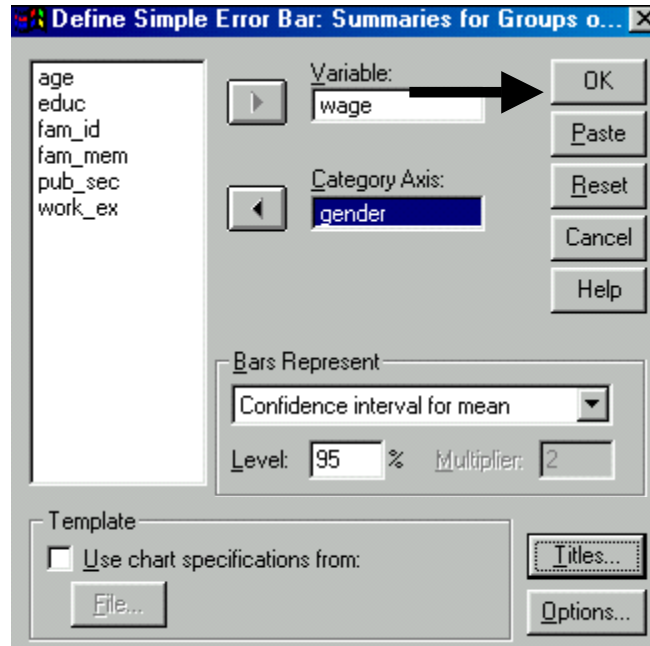 Define Simple Error Bar: Summaries for Groups o...
age
educ
fam_id
fam_mem
pub_sec
work_ex
Variable:
wage
Category Axis:
gender
OK
Paste
Reset
Cancel
Help
Bars Represent
Confidence interval for mean
Level: 95 % Multiplier: 2
Template
Use chart specifications from:
File...
Titles...
Options...